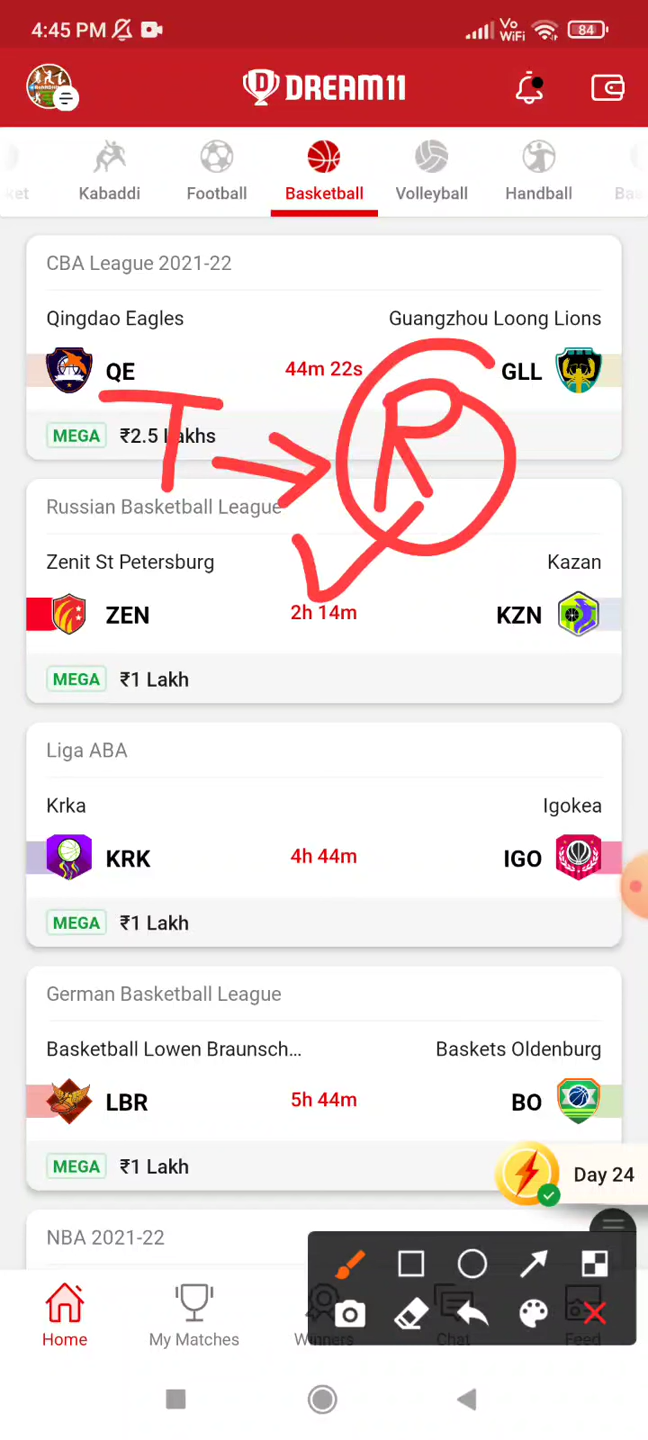 4:45 PM
Vo WiFi 84
DREAM11
Kabaddi Football Basketball Volleyball Handball
CBA League 2021-22
Qingdao Eagles Guangzhou Loong Lions
QE 44m 22s GLL
MEGA ₹2.5 Lakhs
T → R
Russian Basketball League
Zenit St Petersburg Kazan
ZEN 2h 14m KZN
MEGA ₹1 Lakh
Liga ABA
Krka Igokea
KRK 4h 44m IGO
MEGA ₹1 Lakh
German Basketball League
Basketball Lowen Braunsch... Baskets Oldenburg
LBR 5h 44m BO
MEGA ₹1 Lakh
Day 24
NBA 2021-22
Home My Matches Winners Chat Feed